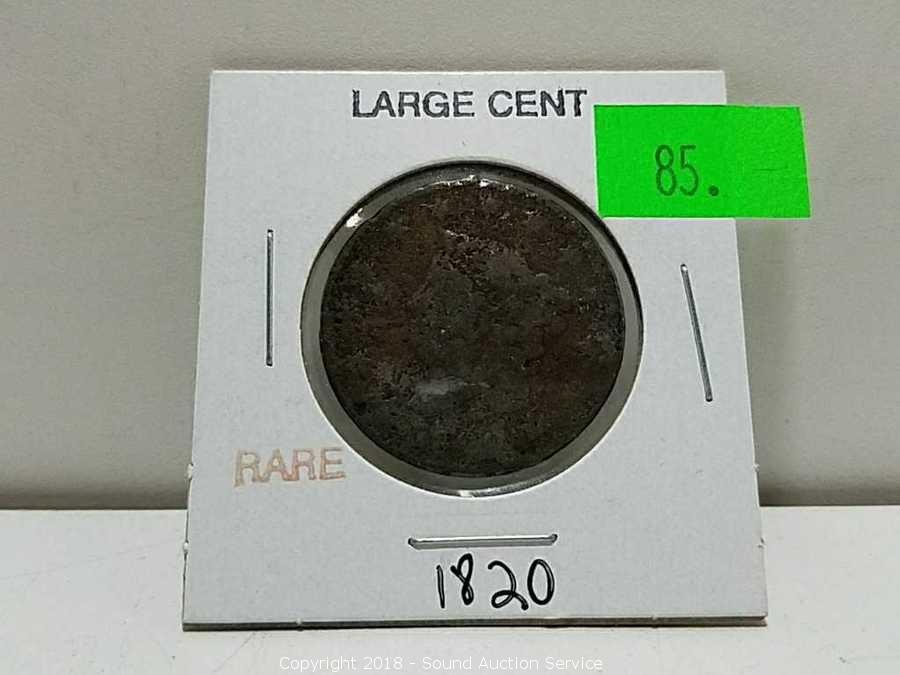 LARGE CENT
85.
RARE
1820
Copyright 2018 - Sound Auction Service